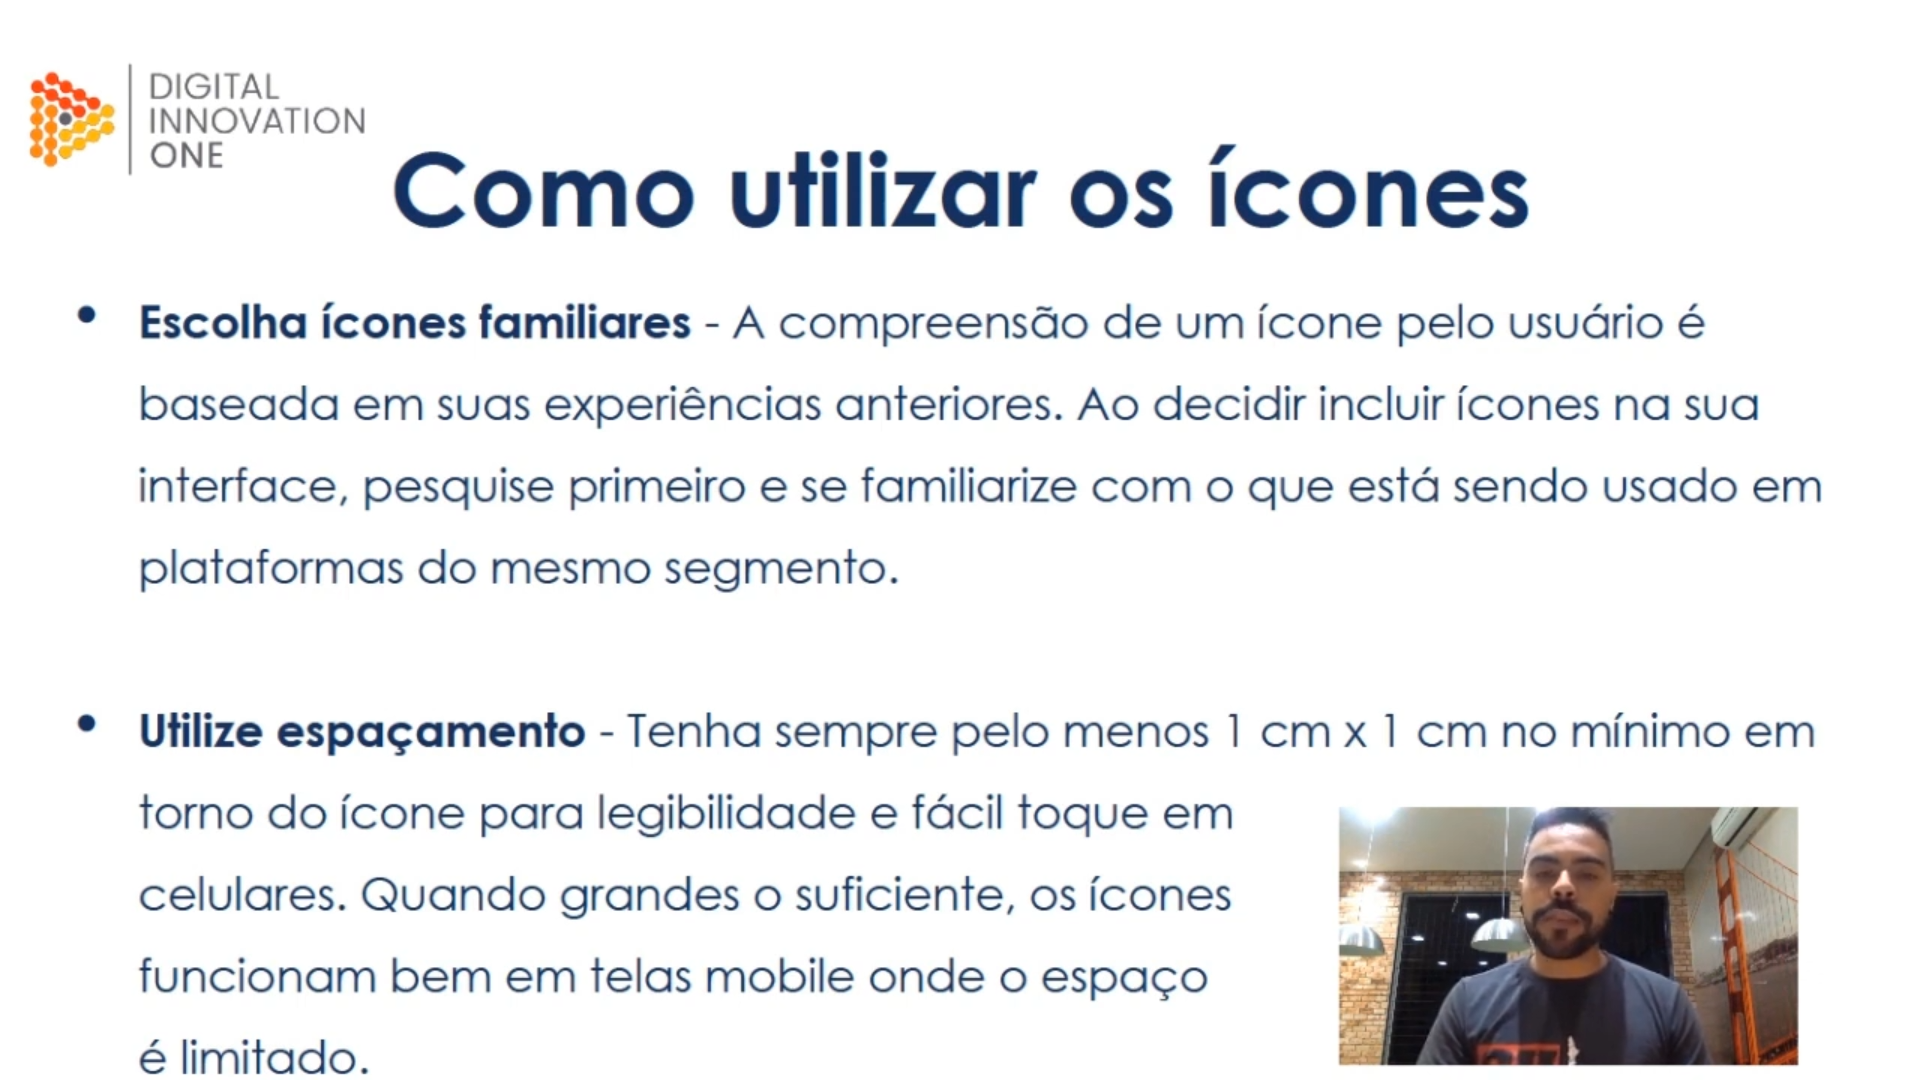 DIGITAL
INNOVATION
ONE
Como utilizar os ícones
• Escolha ícones familiares - A compreensão de um ícone pelo usuário é
baseada em suas experiências anteriores. Ao decidir incluir ícones na sua
interface, pesquise primeiro e se familiarize com o que está sendo usado em
plataformas do mesmo segmento.
• Utilize espaçamento - Tenha sempre pelo menos 1 cm x 1 cm no mínimo em
torno do ícone para legibilidade e fácil toque em
celulares. Quando grandes o suficiente, os ícones
funcionam bem em telas mobile onde o espaço
é limitado.